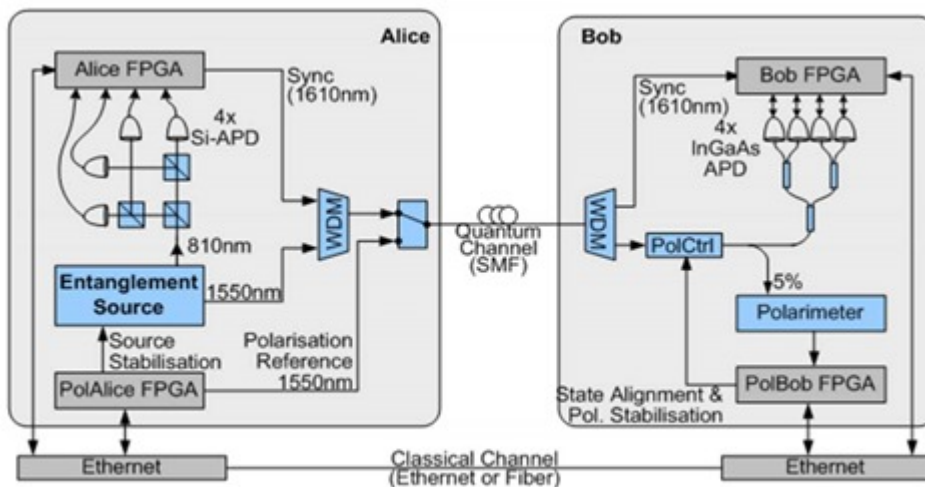 Alice
Bob
Alice FPGA
Sync
(1610nm)
4x
Si-APD
810nm
Entanglement
Source
1550nm
Source
Stabilisation
Polarisation
Reference
1550nm
PolAlice FPGA
WDM
Quantum
Channel
(SMF)
WDM
Sync
(1610nm)
Bob FPGA
4x
InGaAs
APD
PolCtrl
5%
Polarimeter
PolBob FPGA
State Alignment &
Pol. Stabilisation
Ethernet
Classical Channel
(Ethernet or Fiber)
Ethernet